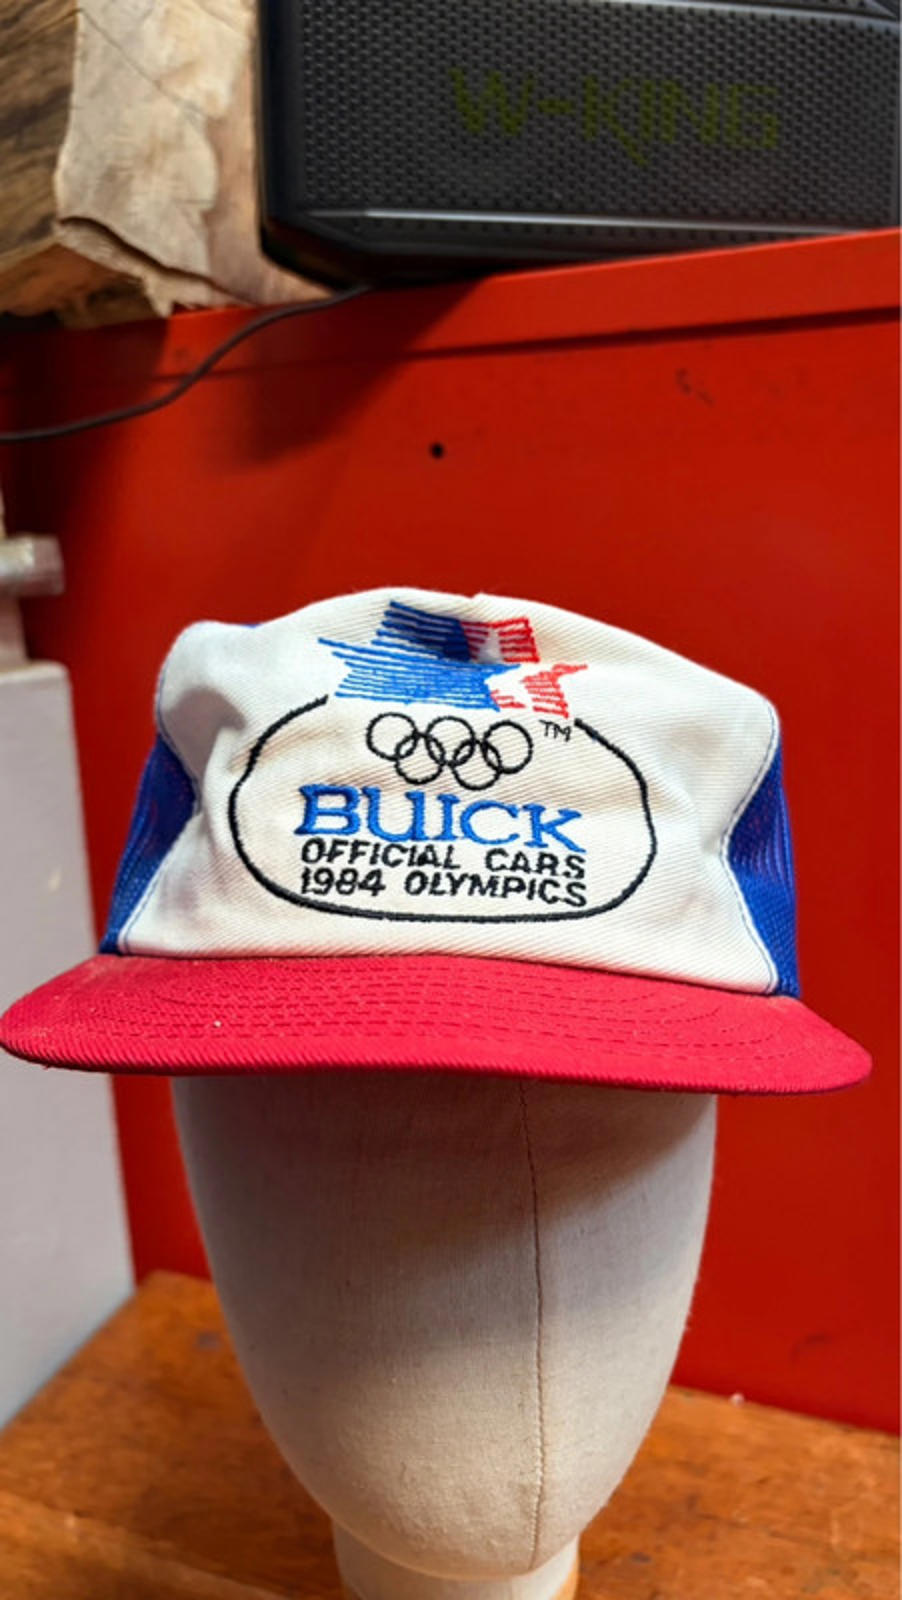 W-KING
TM
BUICK
OFFICIAL CARS
1984 OLYMPICS